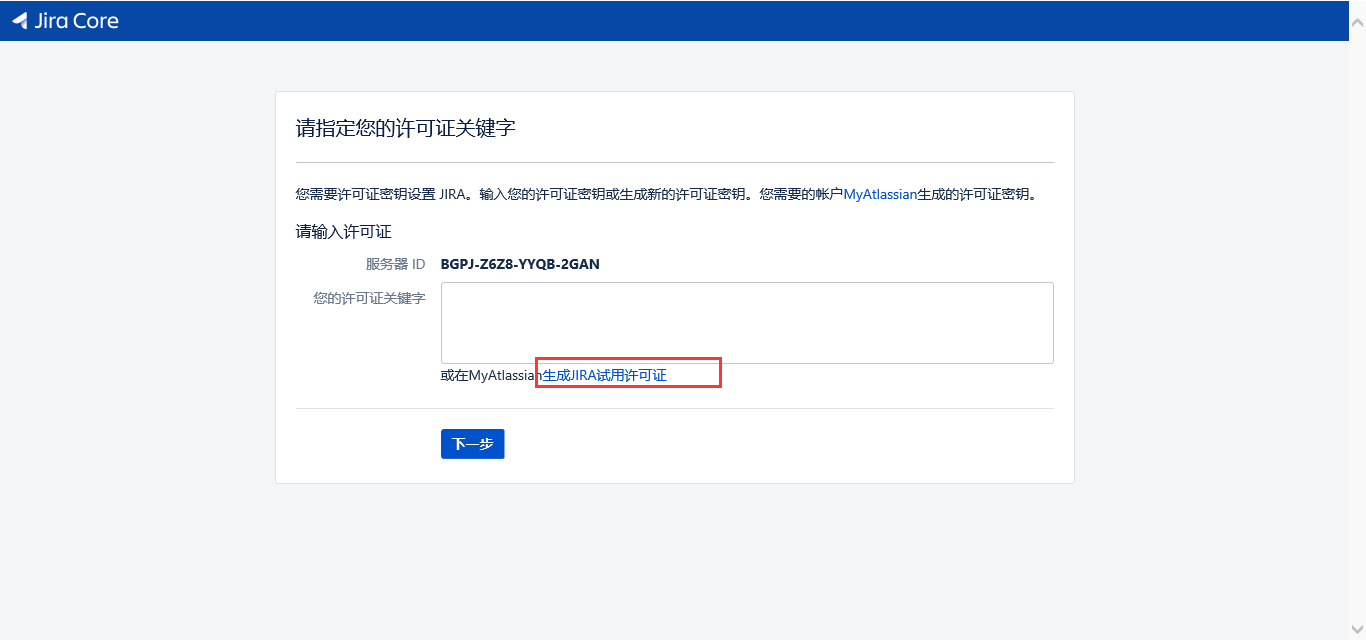 Jira Core
请指定您的许可证关键字
您需要许可证密钥设置 JIRA。输入您的许可证密钥或生成新的许可证密钥。您需要的帐户MyAtlassian生成的许可证密钥。
请输入许可证
服务器 ID BGPJ-Z6Z8-YYQB-2GAN
您的许可证关键字
或在MyAtlassian生成JIRA试用许可证
下一步